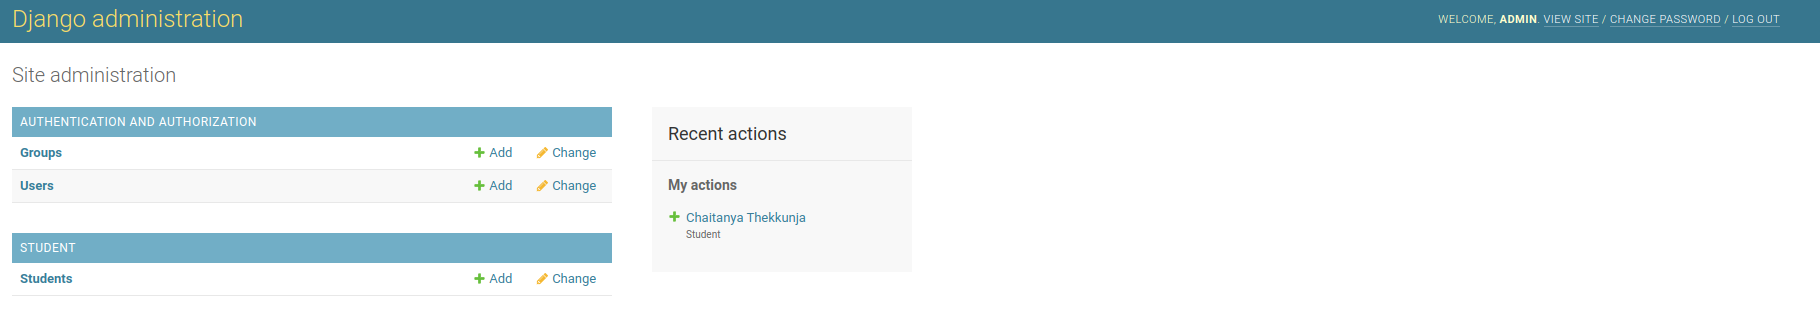 Django administration
WELCOME, ADMIN. VIEW SITE / CHANGE PASSWORD / LOG OUT
Site administration
AUTHENTICATION AND AUTHORIZATION
Groups Add Change
Users Add Change
STUDENT
Students Add Change
Recent actions
My actions
Chaitanya Thekkunja
Student